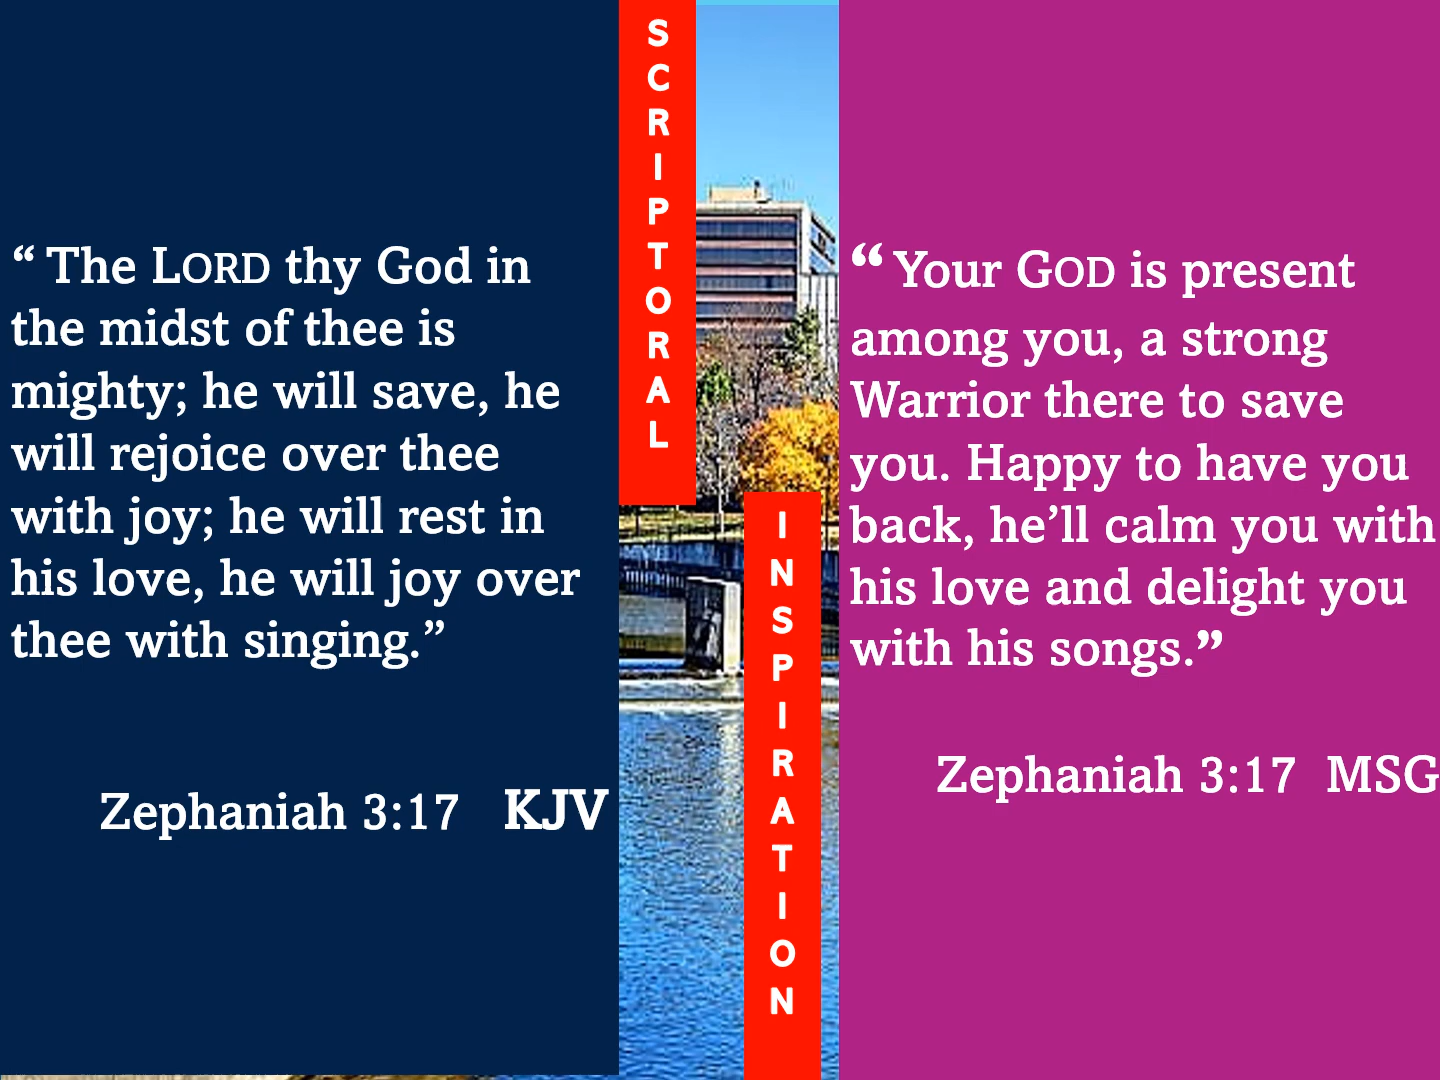 “ The LORD thy God in
the midst of thee is
mighty; he will save, he
will rejoice over thee
with joy; he will rest in
his love, he will joy over
thee with singing.”
Zephaniah 3:17 KJV
SCRIPTORAL
INSPIRATION
“ Your GOD is present
among you, a strong
Warrior there to save
you. Happy to have you
back, he’ll calm you with
his love and delight you
with his songs.”
Zephaniah 3:17 MSG